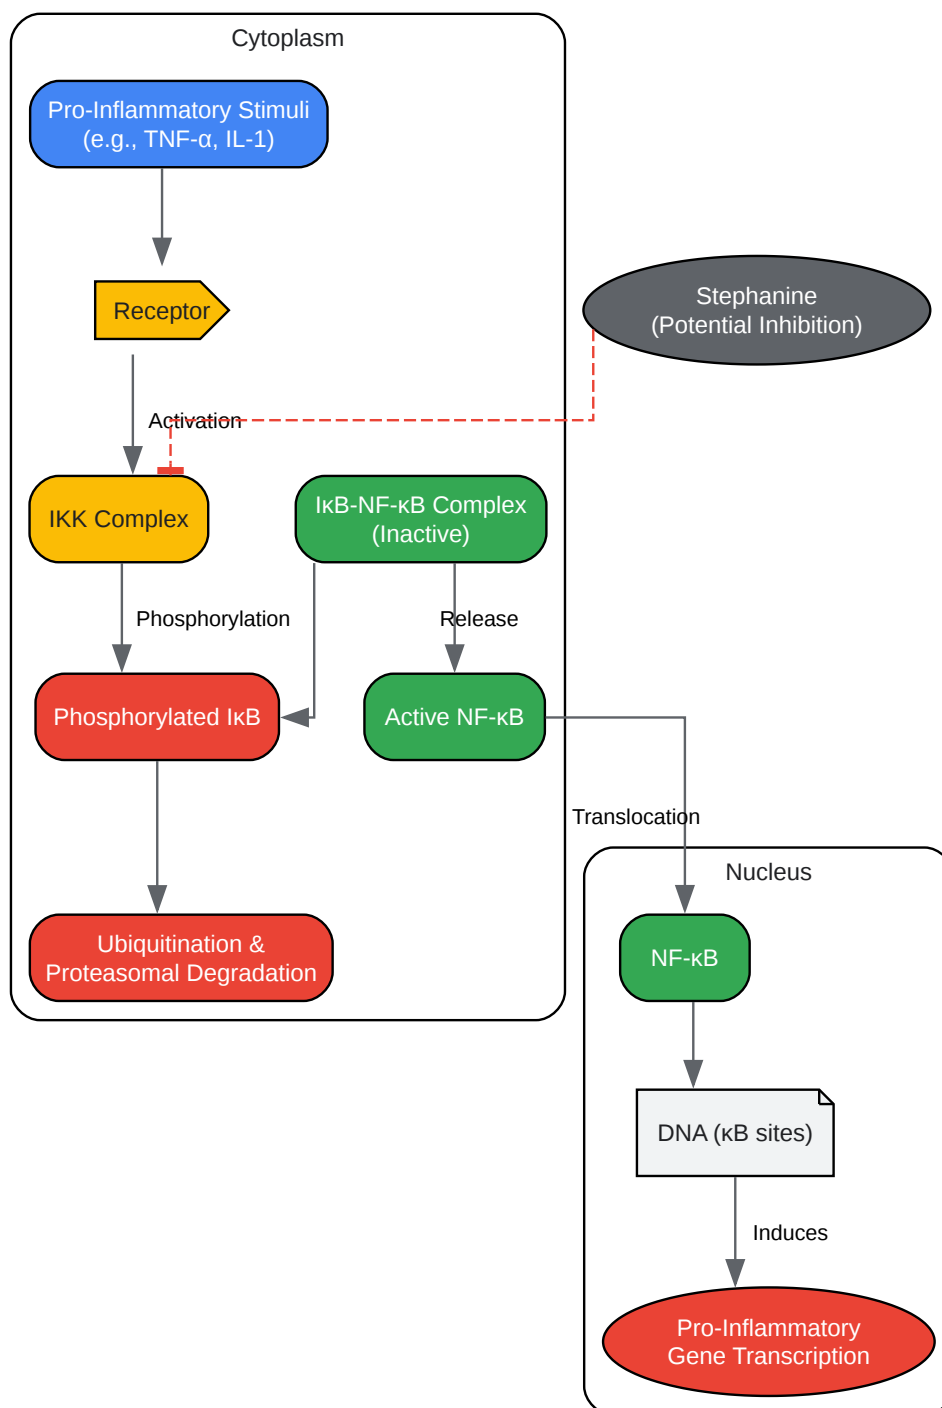 Cytoplasm
Pro-Inflammatory Stimuli
(e.g., TNF-α, IL-1)
Receptor
Stephanine
(Potential Inhibition)
Activation
IKK Complex
IκB-NF-κB Complex
(Inactive)
Phosphorylation
Release
Phosphorylated IκB
Active NF-κB
Translocation
Nucleus
Ubiquitination &
Proteasomal Degradation
NF-κB
DNA (κB sites)
Induces
Pro-Inflammatory
Gene Transcription